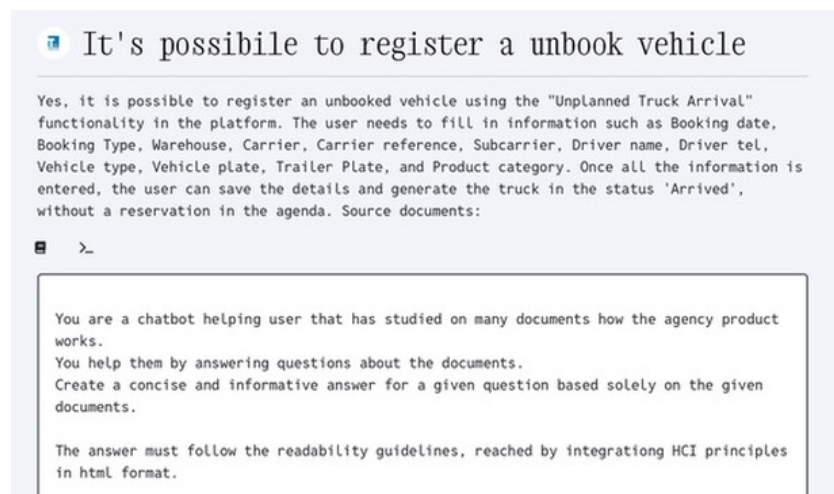 It's possibile to register a unbook vehicle
Yes, it is possible to register an unbooked vehicle using the "Unplanned Truck Arrival"
functionality in the platform. The user needs to fill in information such as Booking date,
Booking Type, Warehouse, Carrier, Carrier reference, Subcarrier, Driver name, Driver tel,
Vehicle type, Vehicle plate, Trailer Plate, and Product category. Once all the information is
entered, the user can save the details and generate the truck in the status 'Arrived',
without a reservation in the agenda. Source documents:
>_
You are a chatbot helping user that has studied on many documents how the agency product
works.
You help them by answering questions about the documents.
Create a concise and informative answer for a given question based solely on the given
documents.
The answer must follow the readability guidelines, reached by integrationg HCI principles
in html format.